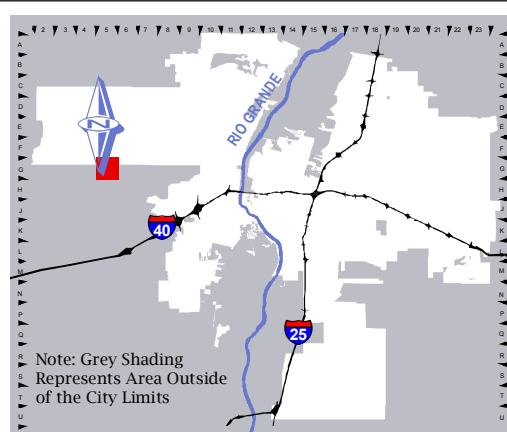 2 3 4 5 6 7 8 9 10 11 12 13 14 15 16 17 18 19 20 21 22 23
A
B
C
D
E
F
G
H
J
K
L
M
N
P
Q
R
S
T
U
N
RIO GRANDE
40
25
Note: Grey Shading
Represents Area Outside
of the City Limits
A
B
C
D
E
F
G
H
J
K
L
M
N
P
Q
R
S
T
U